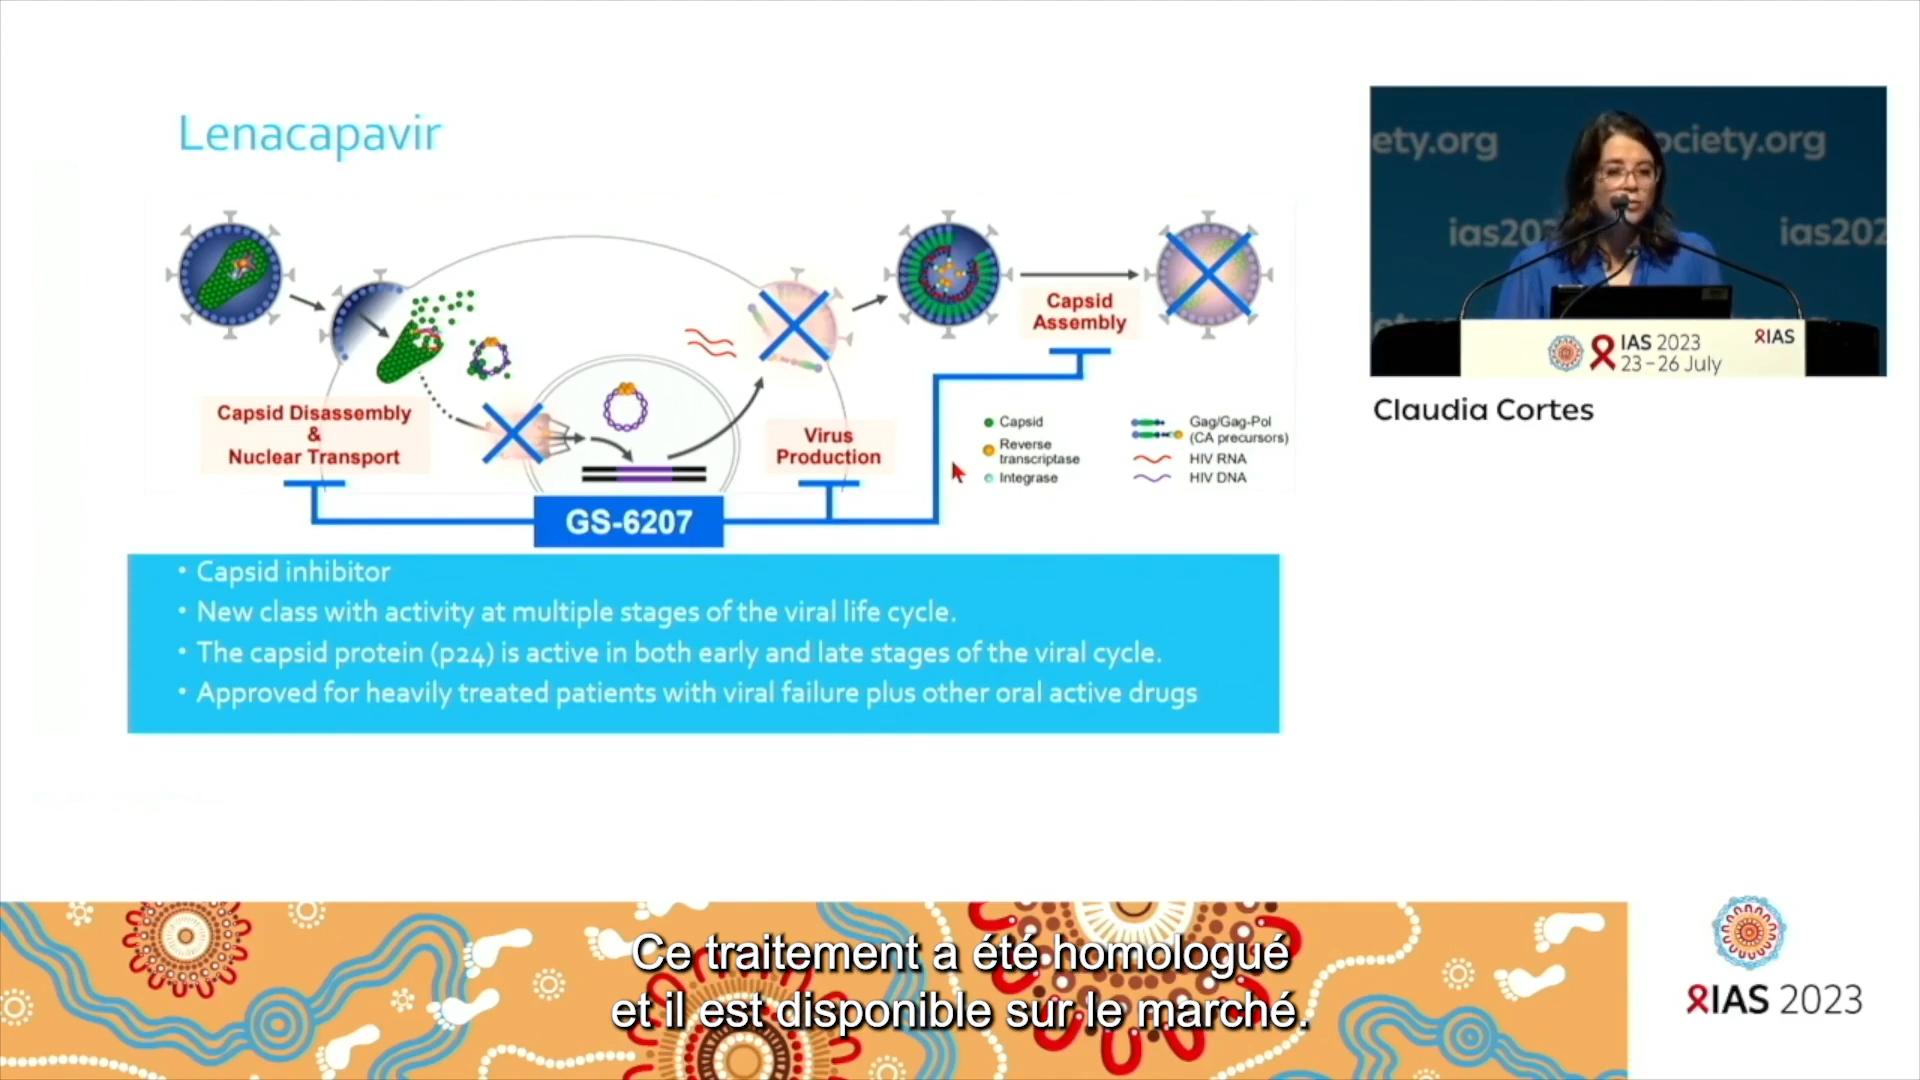 Lenacapavir
Capsid
Assembly
Capsid Disassembly
&
Nuclear Transport
Virus
Production
GS-6207
Capsid
Reverse
transcriptase
Integrase
Gag/Gag-Pol
(CA precursors)
HIV RNA
HIV DNA
• Capsid inhibitor
• New class with activity at multiple stages of the viral life cycle.
• The capsid protein (p24) is active in both early and late stages of the viral cycle.
• Approved for heavily treated patients with viral failure plus other oral active drugs
ety.org
ociety.org
ias202
ias202
IAS 2023
23–26 July
IAS
Claudia Cortes
Ce traitement a été homologué
et il est disponible sur le marché.
IAS 2023